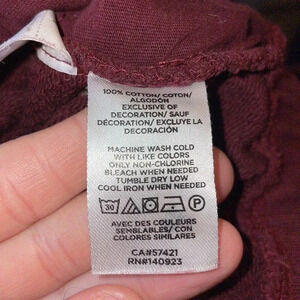 100% COTTON/ COTON/
ALGODÓN
EXCLUSIVE OF
DECORATION/ SAUF
DÉCORATION/ EXCLUYE LA
DECORACIÓN
MACHINE WASH COLD
WITH LIKE COLORS
ONLY NON-CHLORINE
BLEACH WHEN NEEDED
TUMBLE DRY LOW
COOL IRON WHEN NEEDED
30 P
AVEC DES COULEURS
SEMBLABLES/ CON
COLORES SIMILARES
CA#57421
RN#140923